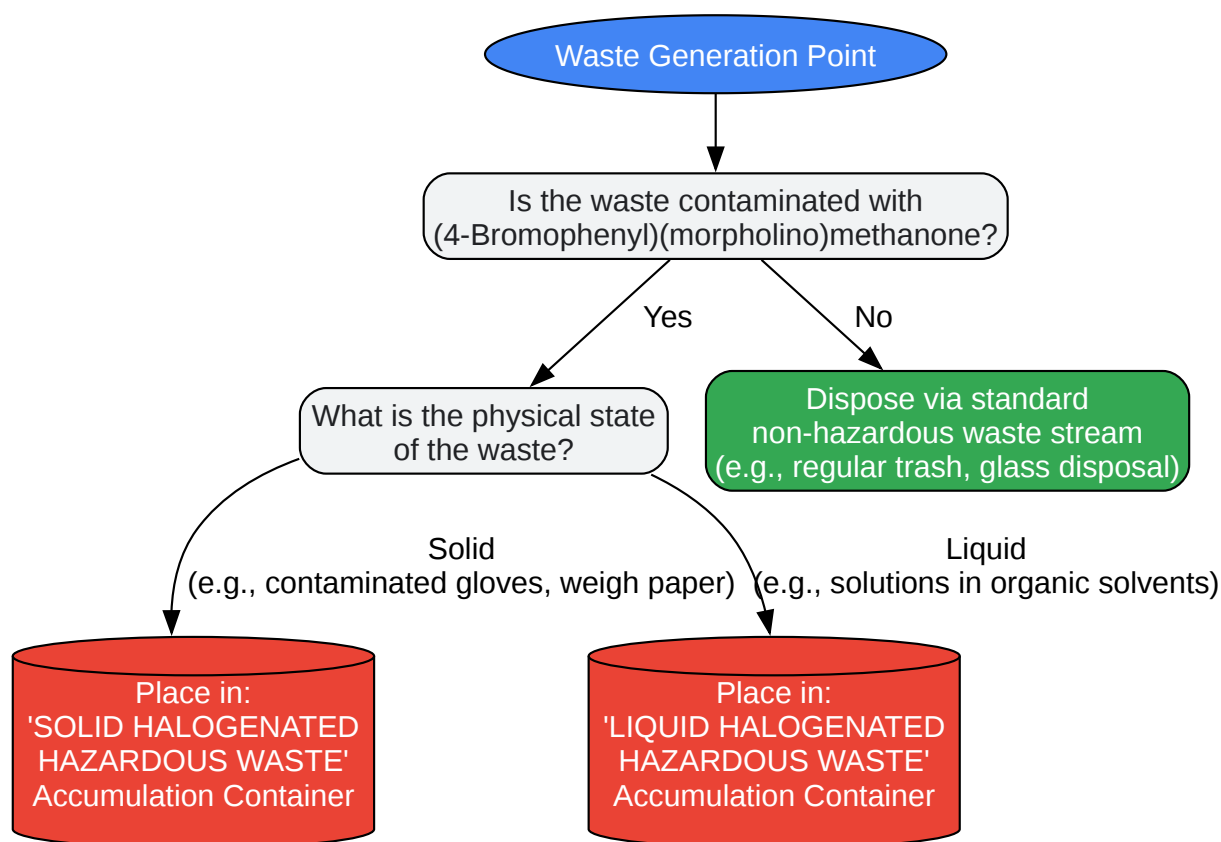 Waste Generation Point
Is the waste contaminated with
(4-Bromophenyl)(morpholino)methanone?
Yes
No
What is the physical state
of the waste?
Dispose via standard
non-hazardous waste stream
(e.g., regular trash, glass disposal)
Solid
(e.g., contaminated gloves, weigh paper)
Liquid
(e.g., solutions in organic solvents)
Place in:
'SOLID HALOGENATED
HAZARDOUS WASTE'
Accumulation Container
Place in:
'LIQUID HALOGENATED
HAZARDOUS WASTE'
Accumulation Container